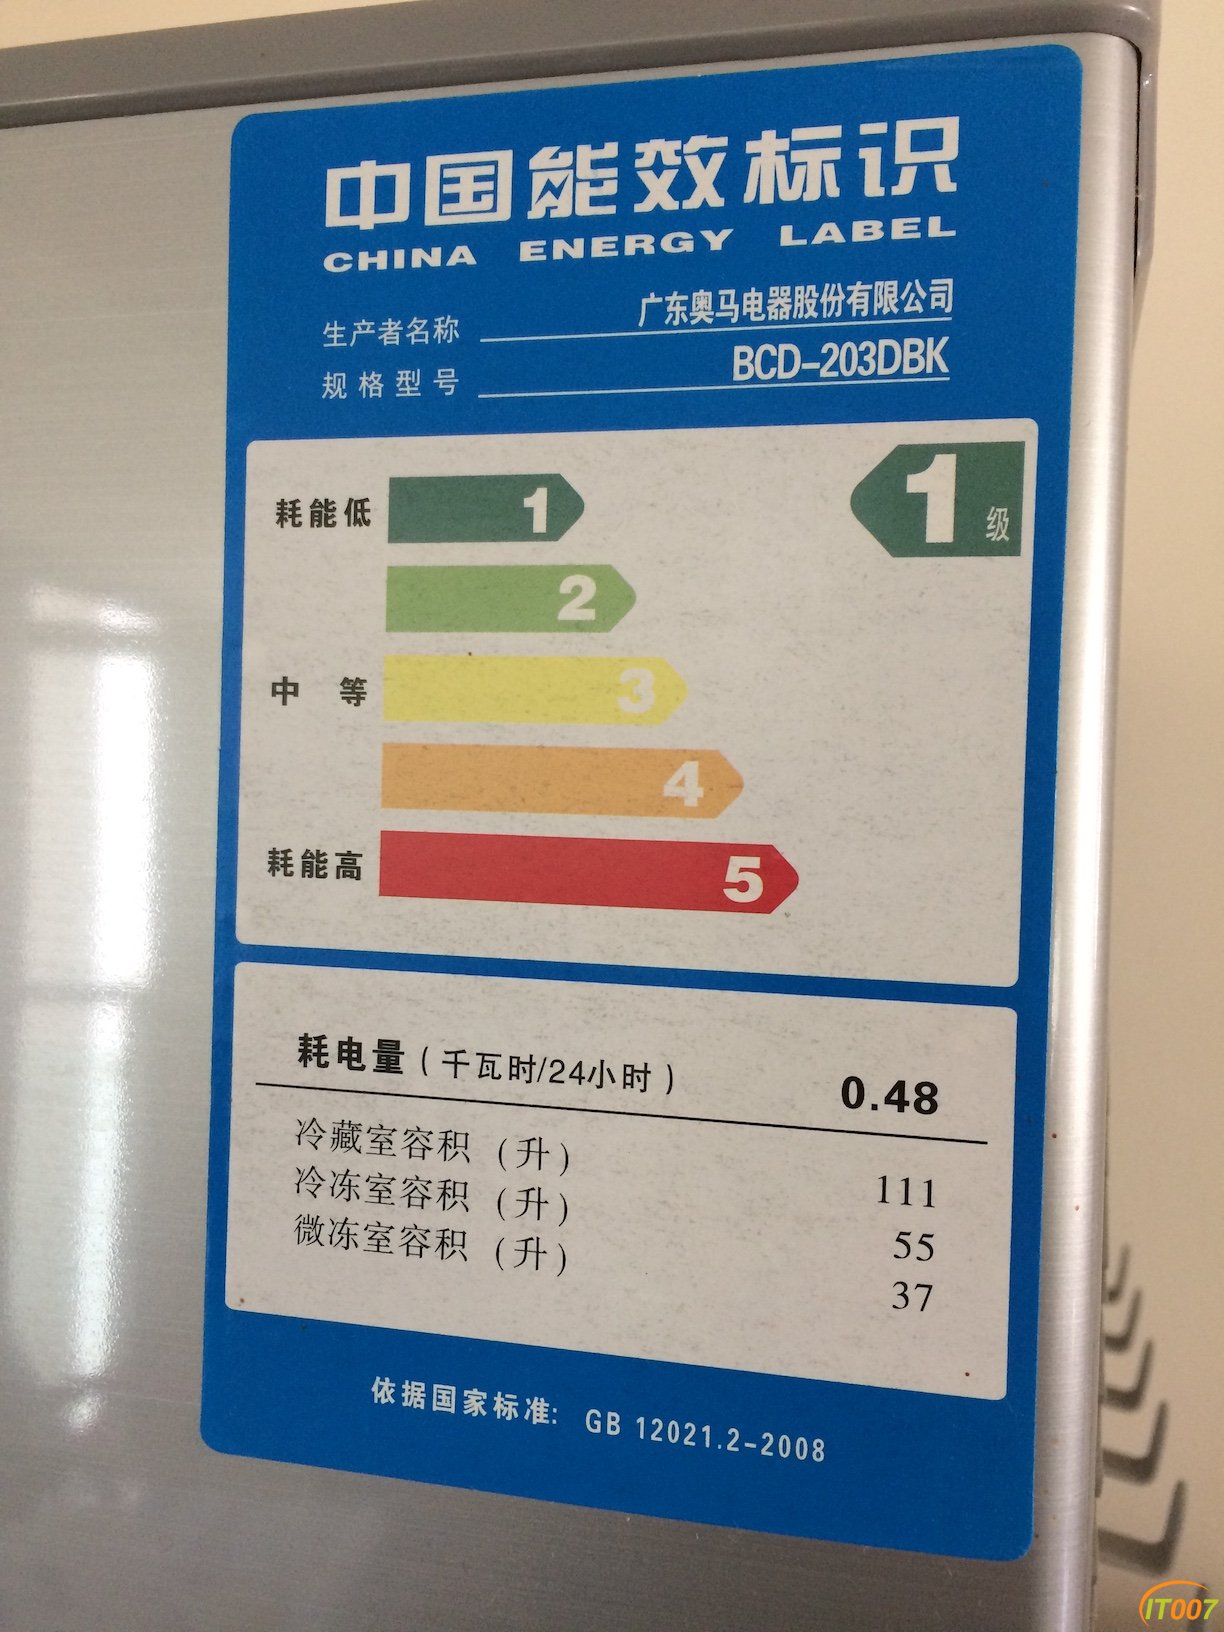 中国能效标识
CHINA ENERGY LABEL
生产者名称 广东奥马电器股份有限公司
规格型号 BCD-203DBK
耗能低 1 1级
2
中等 3
4
耗能高 5
耗电量(千瓦时/24小时) 0.48
冷藏室容积(升) 111
冷冻室容积(升) 55
微冻室容积(升) 37
依据国家标准: GB 12021.2-2008
IT007